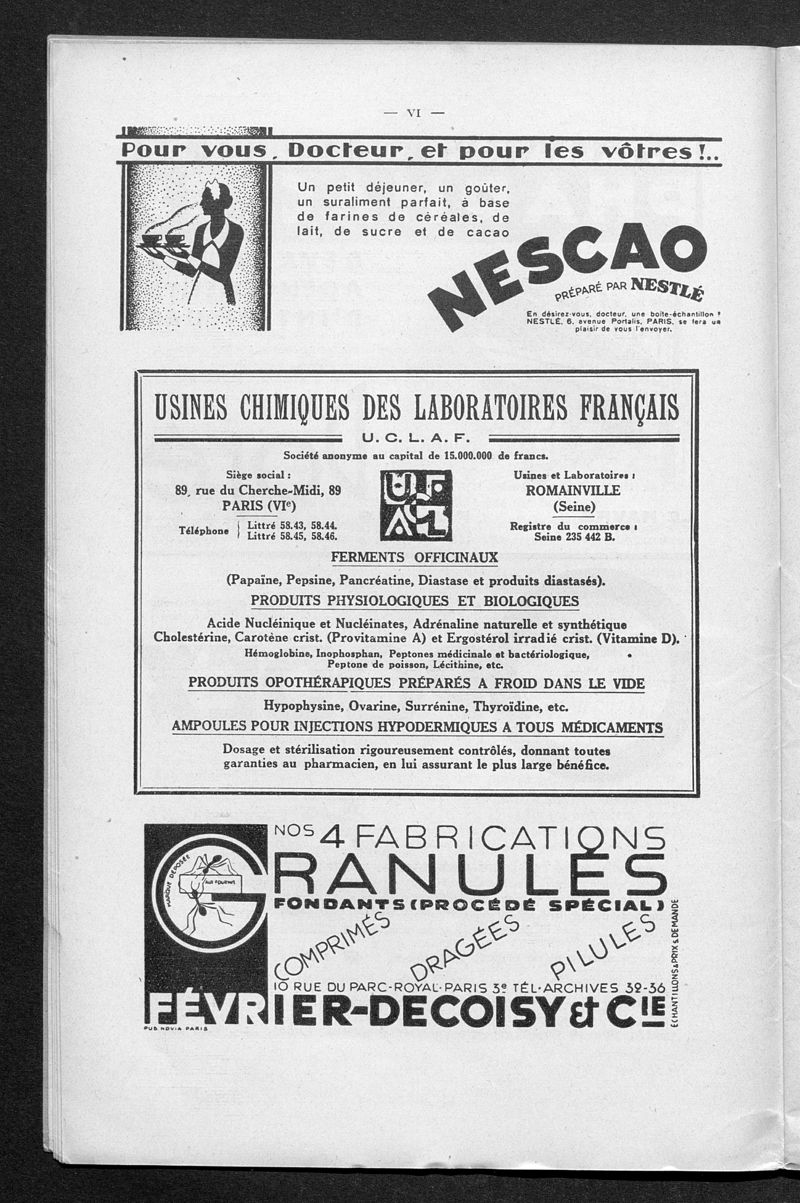 — VI —
Pour vous, Docteur, et pour les vôtres !..
Un petit déjeuner, un goûter,
un suraliment parfait, à base
de farines de céréales, de
lait, de sucre et de cacao
NESCAO
PRÉPARÉ PAR NESTLÉ
En désirez-vous, docteur, une boîte-échantillon ?
NESTLÉ, 6, avenue Portalis, PARIS, se fera un
plaisir de vous l'envoyer.
USINES CHIMIQUES DES LABORATOIRES FRANÇAIS
U. C. L. A. F.
Société anonyme au capital de 15.000.000 de francs.
Siège social :
89, rue du Cherche-Midi, 89
PARIS (VIe)
Téléphone { Littré 58.43, 58.44.
Littré 58.45, 58.46.
UCLAF
Usines et Laboratoires :
ROMAINVILLE
(Seine)
Registre du commerce :
Seine 235 442 B.
FERMENTS OFFICINAUX
(Papaïne, Pepsine, Pancréatine, Diastase et produits diastasés).
PRODUITS PHYSIOLOGIQUES ET BIOLOGIQUES
Acide Nucléinique et Nucléinates, Adrénaline naturelle et synthétique
Cholestérine, Carotène crist. (Provitamine A) et Ergostérol irradié crist. (Vitamine D).
Hémoglobine, Inophosphan, Peptones médicinale et bactériologique,
Peptone de poisson, Lécithine, etc.
PRODUITS OPOTHÉRAPIQUES PRÉPARÉS A FROID DANS LE VIDE
Hypophysine, Ovarine, Surrénine, Thyroïdine, etc.
AMPOULES POUR INJECTIONS HYPODERMIQUES A TOUS MÉDICAMENTS
Dosage et stérilisation rigoureusement contrôlés, donnant toutes
garanties au pharmacien, en lui assurant le plus large bénéfice.
NOS 4 FABRICATIONS
GRANULES
FONDANTS (PROCÉDÉ SPÉCIAL)
MARQUE DÉPOSÉE
AUX FOURMIS
COMPRIMÉS
DRAGÉES
PILULES
10 RUE DU PARC-ROYAL-PARIS 3e TÉL-ARCHIVES 32-36
FÉVRIER-DECOISY & CIE
ÉCHANTILLONS & PRIX & DEMANDE
PUB NOVIA PARIS